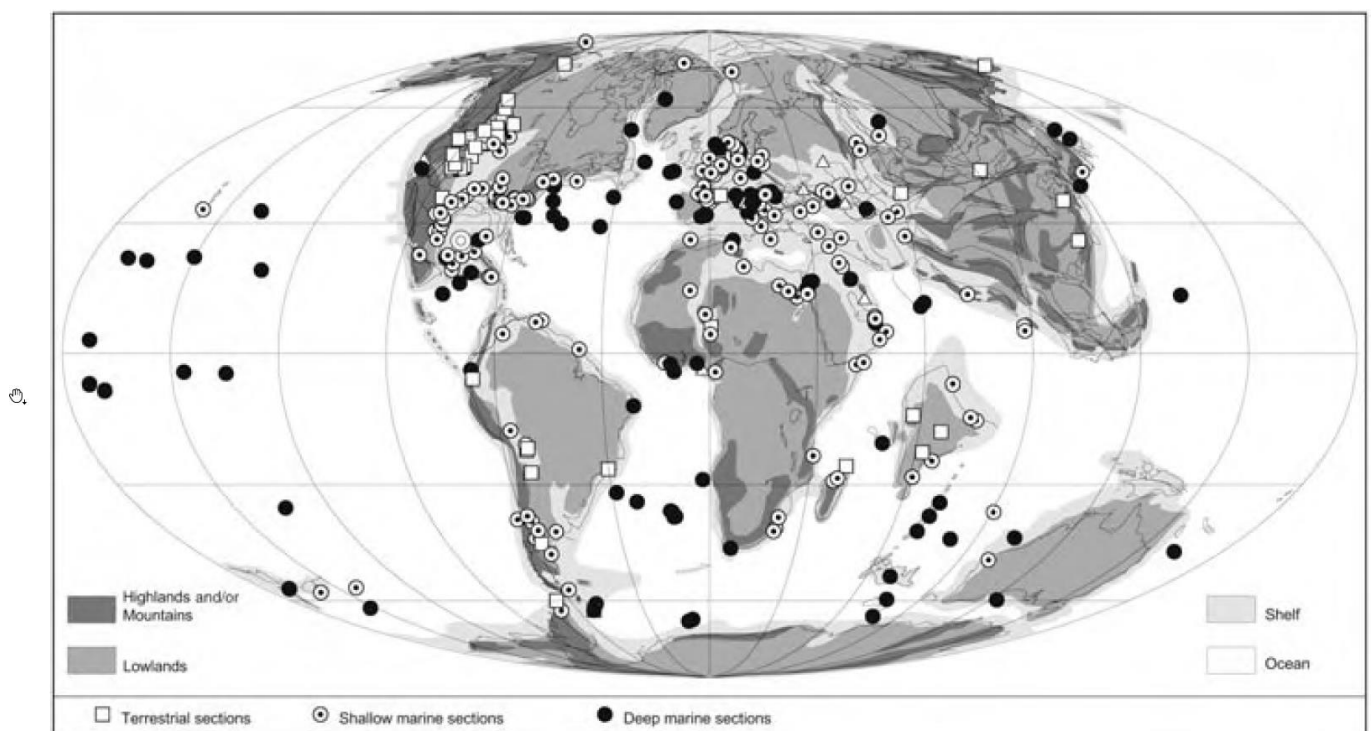 Highlands and/or
Mountains
Lowlands
Shelf
Ocean
Terrestrial sections
Shallow marine sections
Deep marine sections